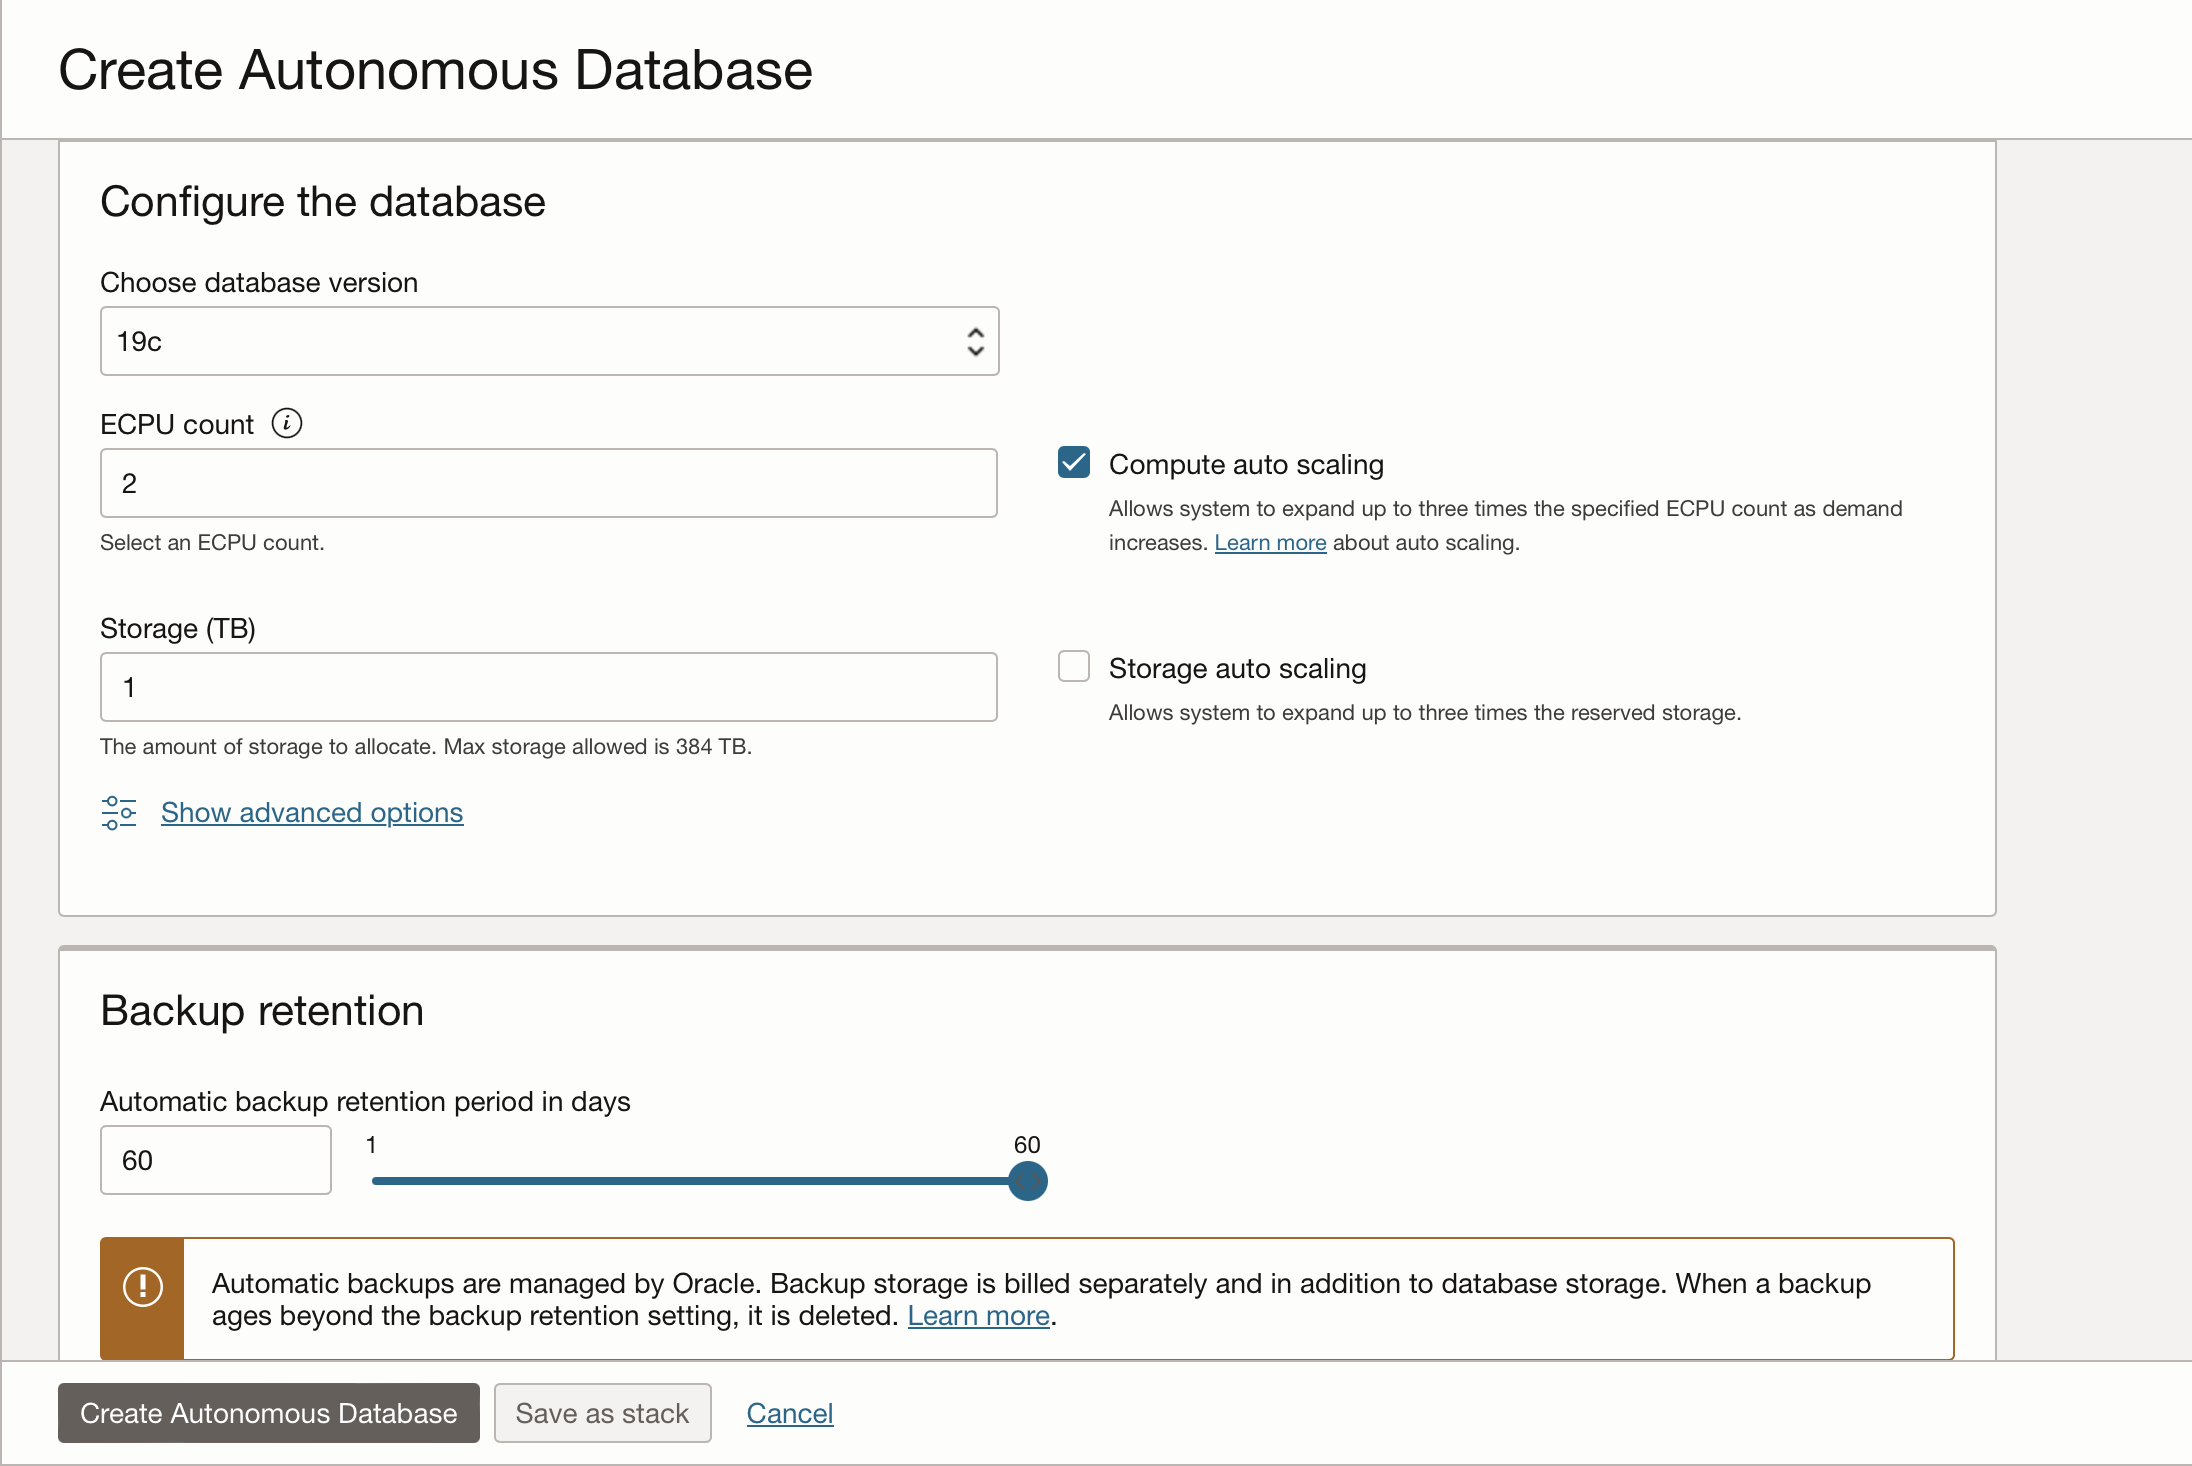 Create Autonomous Database
Configure the database
Choose database version
19c
ECPU count
2
Select an ECPU count.
Compute auto scaling
Allows system to expand up to three times the specified ECPU count as demand
increases. Learn more about auto scaling.
Storage (TB)
1
The amount of storage to allocate. Max storage allowed is 384 TB.
Storage auto scaling
Allows system to expand up to three times the reserved storage.
Show advanced options
Backup retention
Automatic backup retention period in days
60
1
60
Automatic backups are managed by Oracle. Backup storage is billed separately and in addition to database storage. When a backup
ages beyond the backup retention setting, it is deleted. Learn more.
Create Autonomous Database
Save as stack
Cancel